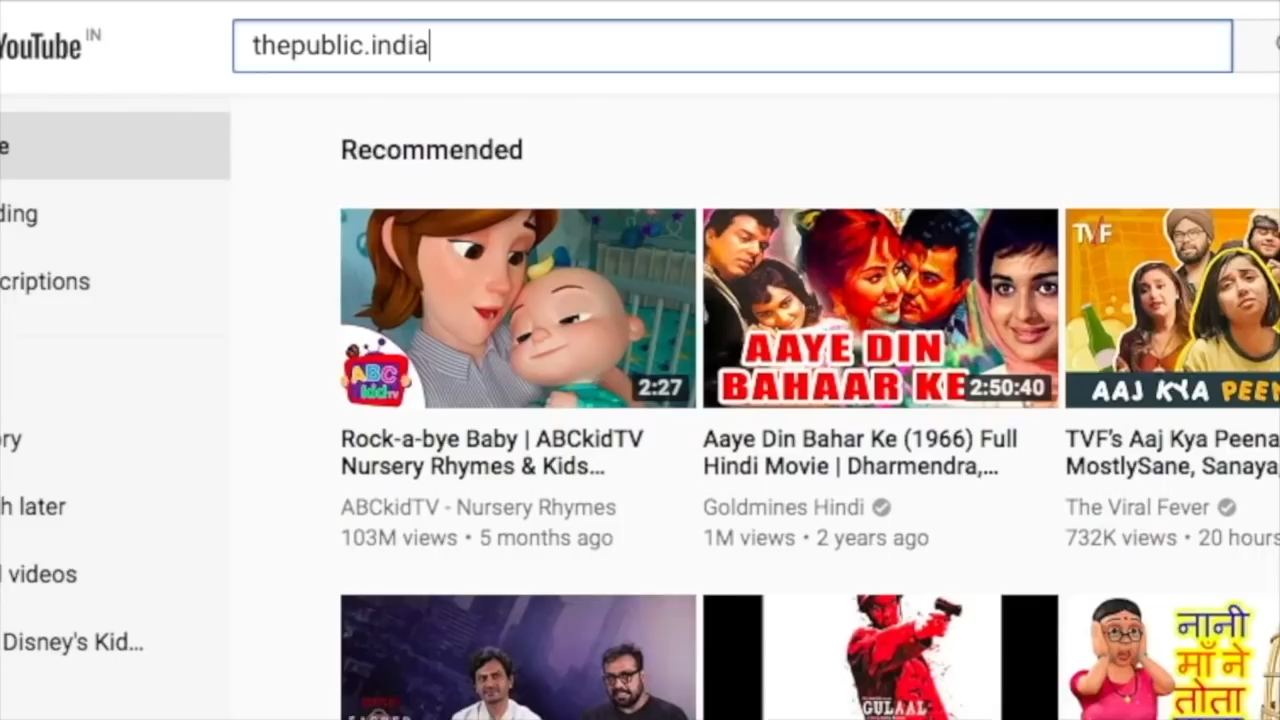 YouTube IN
thepublic.india
Recommended
ding
criptions
ory
h later
l videos
Disney's Kid...
ABC
kidTV
2:27
AAYE DIN
BAHAAR KE
2:50:40
TVF
AAJ KYA PEEN
Rock-a-bye Baby | ABCkidTV
Nursery Rhymes & Kids...
ABCkidTV - Nursery Rhymes
103M views • 5 months ago
Aaye Din Bahar Ke (1966) Full
Hindi Movie | Dharmendra,...
Goldmines Hindi
1M views • 2 years ago
TVF's Aaj Kya Peena
MostlySane, Sanaya,
The Viral Fever
732K views • 20 hours
GULAAL
नानी
माँ ने
तोता